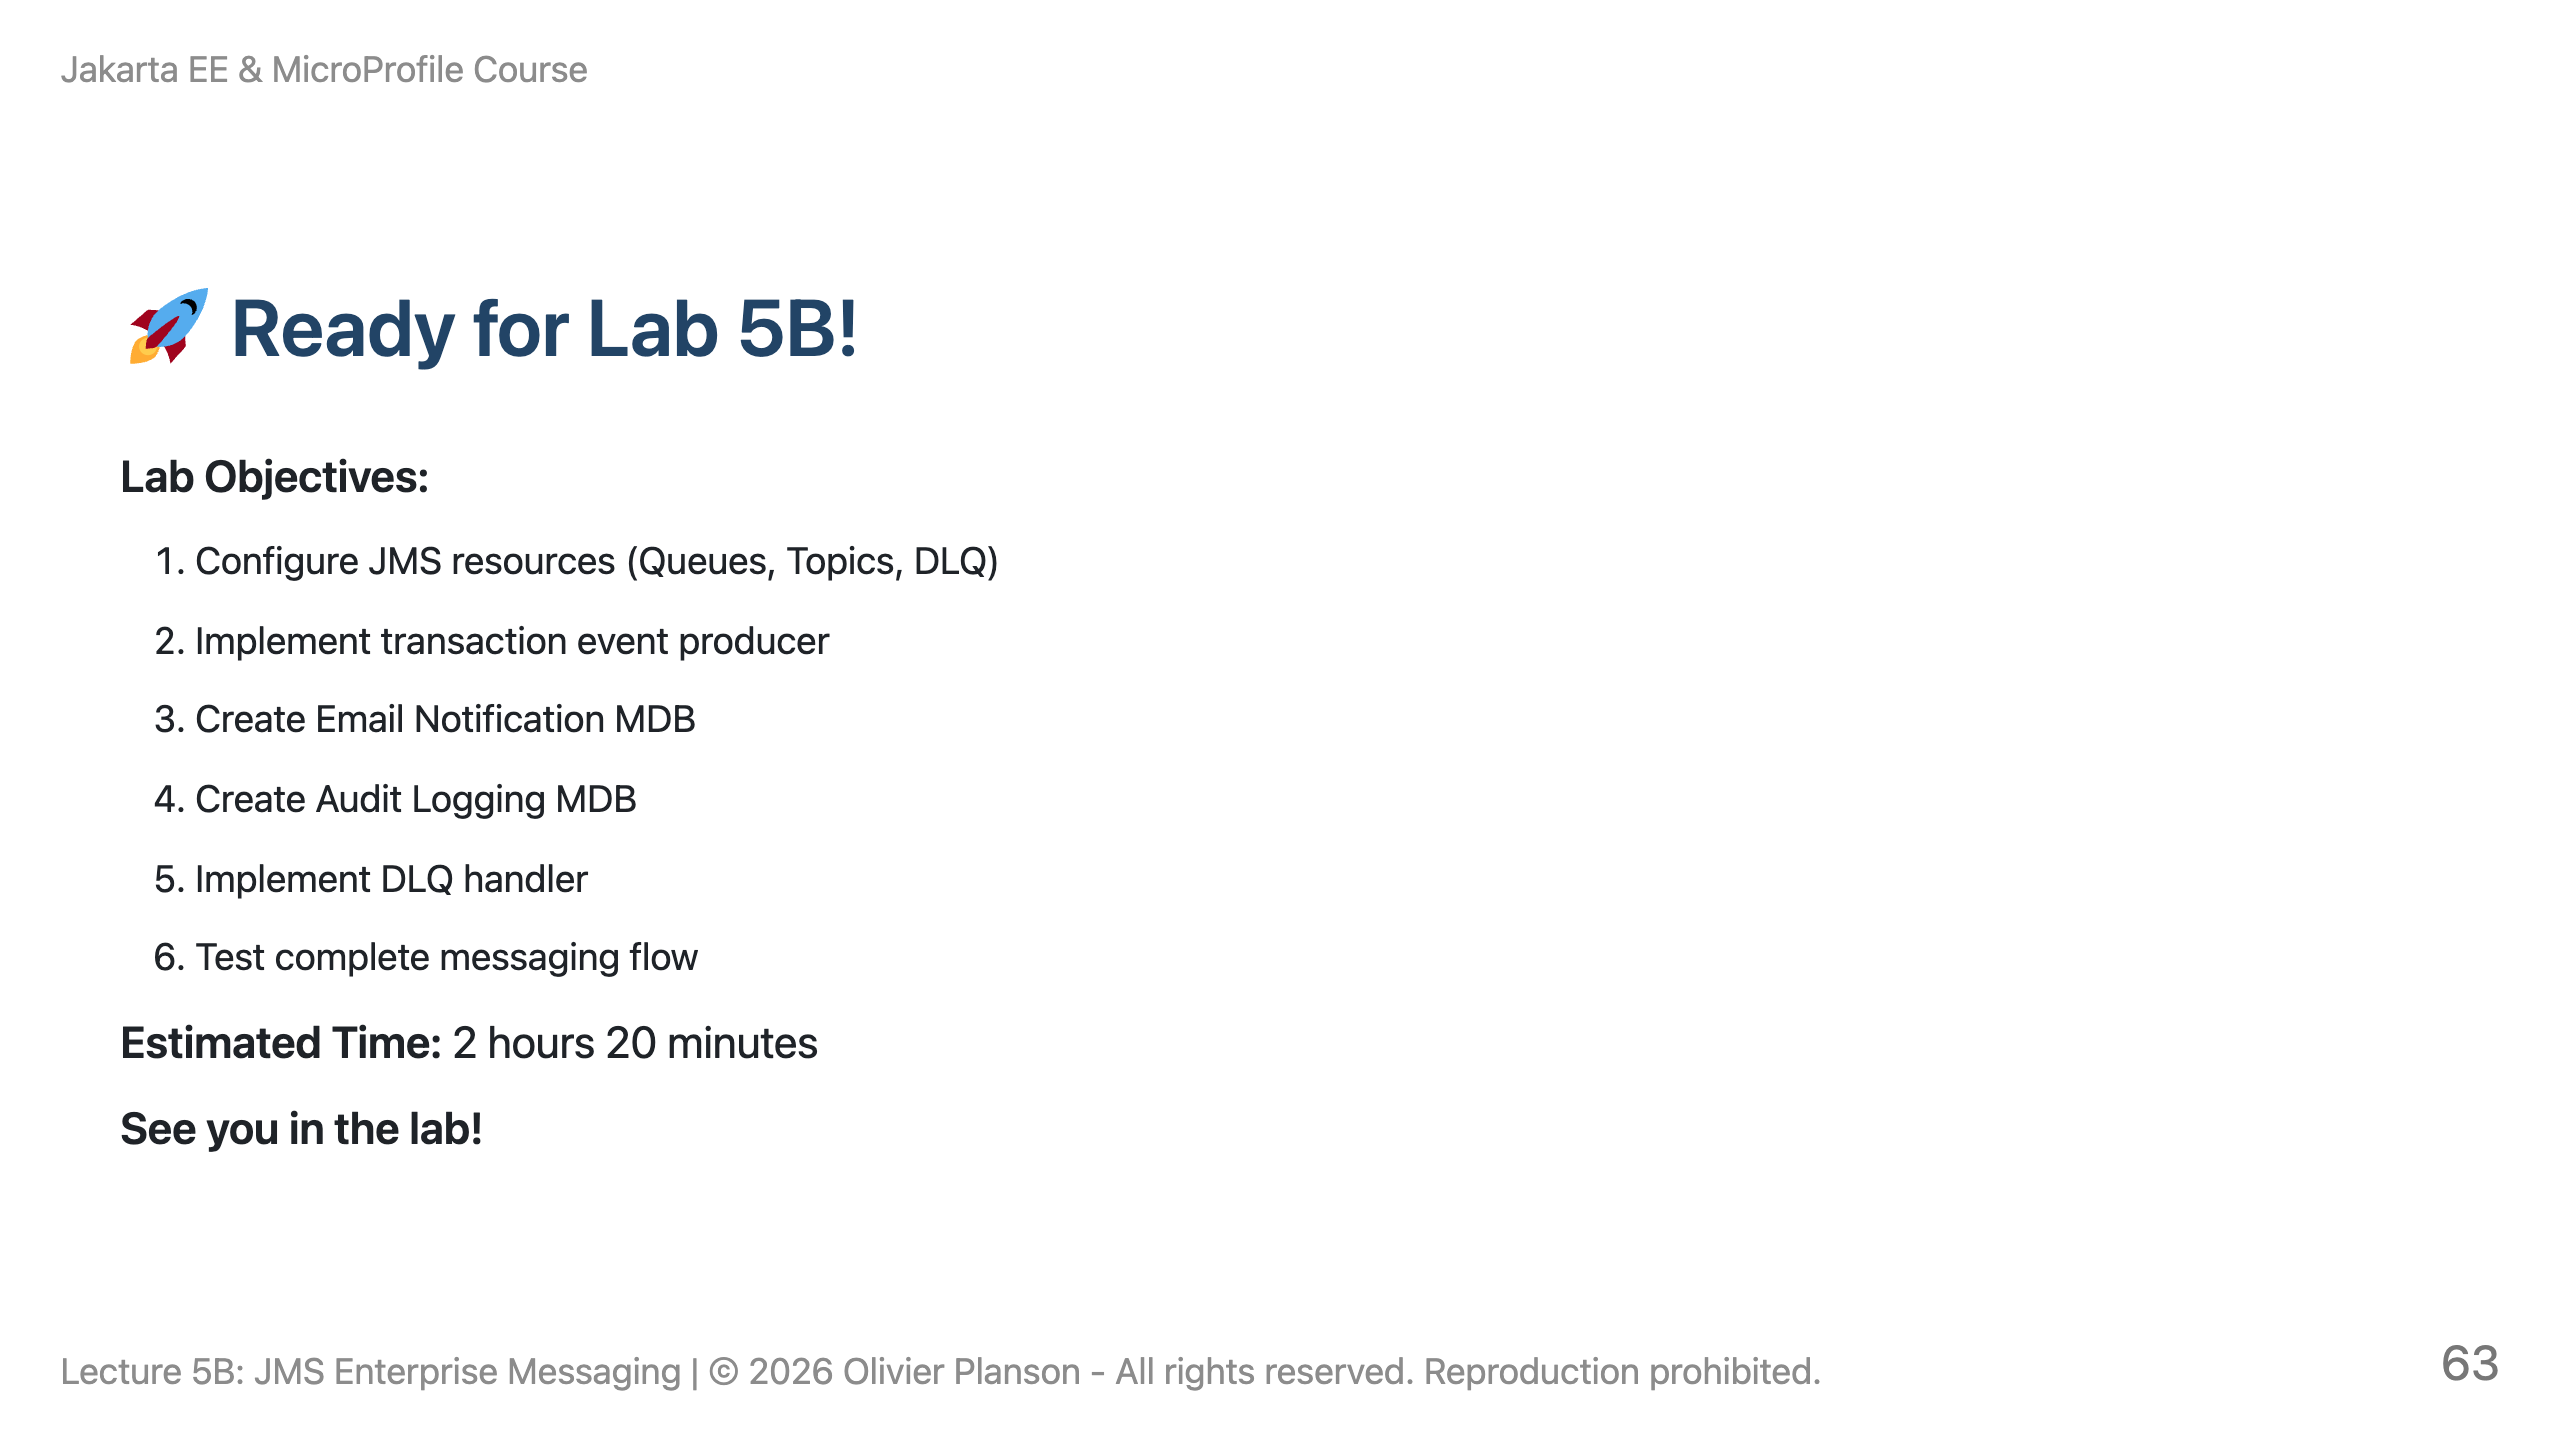 Jakarta EE & MicroProfile Course
🚀 Ready for Lab 5B!
Lab Objectives:
1. Configure JMS resources (Queues, Topics, DLQ)
2. Implement transaction event producer
3. Create Email Notification MDB
4. Create Audit Logging MDB
5. Implement DLQ handler
6. Test complete messaging flow
Estimated Time: 2 hours 20 minutes
See you in the lab!
Lecture 5B: JMS Enterprise Messaging | © 2026 Olivier Planson - All rights reserved. Reproduction prohibited.
63